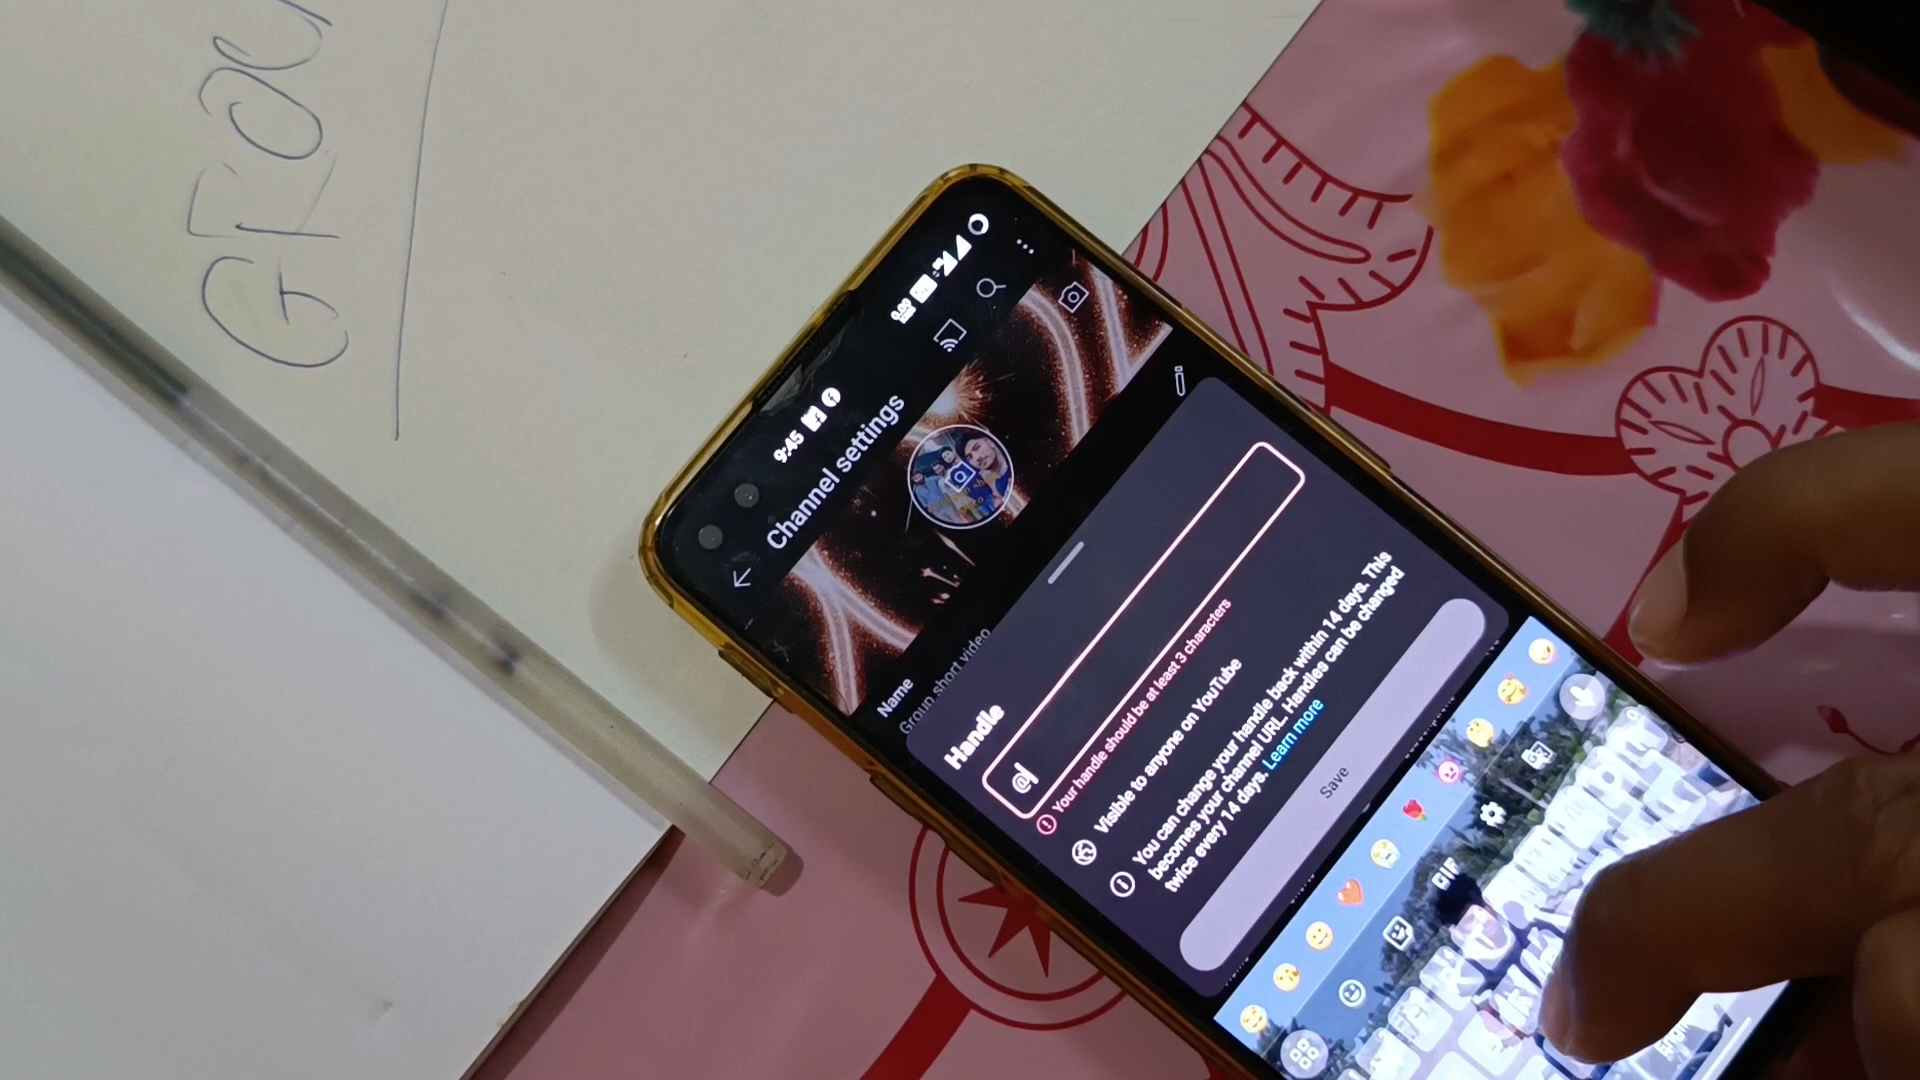 GROU
9:45
Channel settings
Name
Group short video
Handle
@
Your handle should be at least 3 characters
Visible to anyone on YouTube
You can change your handle back within 14 days. This
becomes your channel URL. Handles can be changed
twice every 14 days. Learn more
Save
GIF